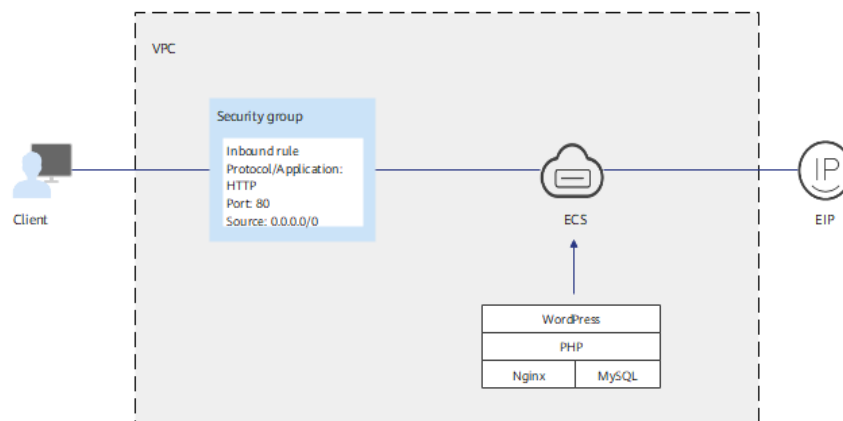 VPC
Security group
Inbound rule
Protocol/Application:
HTTP
Port: 80
Source: 0.0.0.0/0
Client
ECS
IP
EIP
WordPress
PHP
Nginx
MySQL